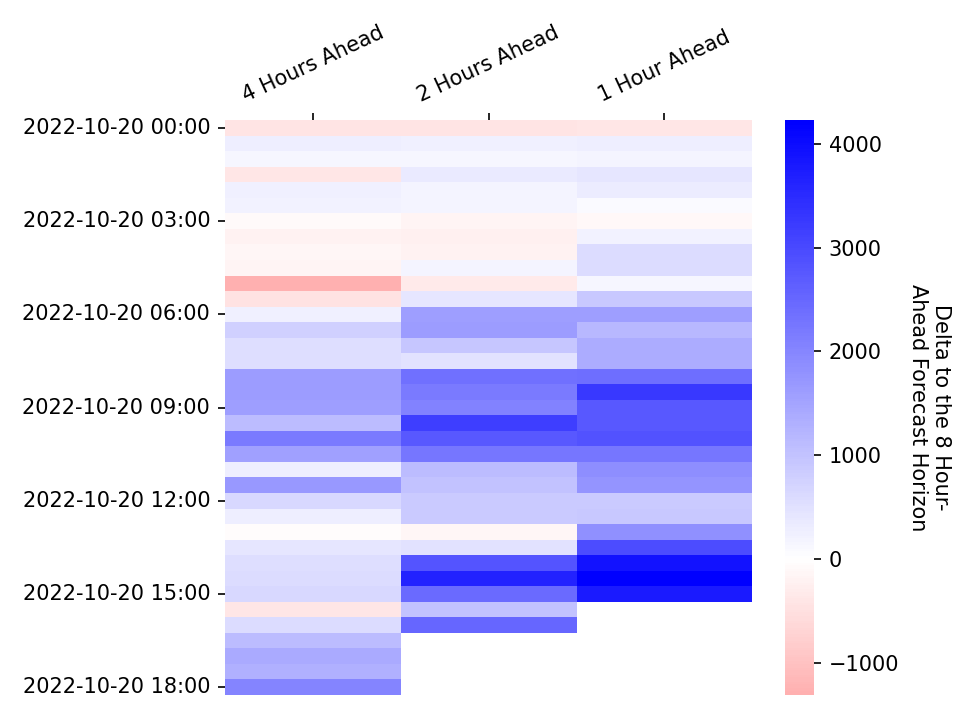 4 Hours Ahead
2 Hours Ahead
1 Hour Ahead
2022-10-20 00:00
2022-10-20 03:00
2022-10-20 06:00
2022-10-20 09:00
2022-10-20 12:00
2022-10-20 15:00
2022-10-20 18:00
4000
3000
2000
1000
0
−1000
Delta to the 8 Hour-
Ahead Forecast Horizon